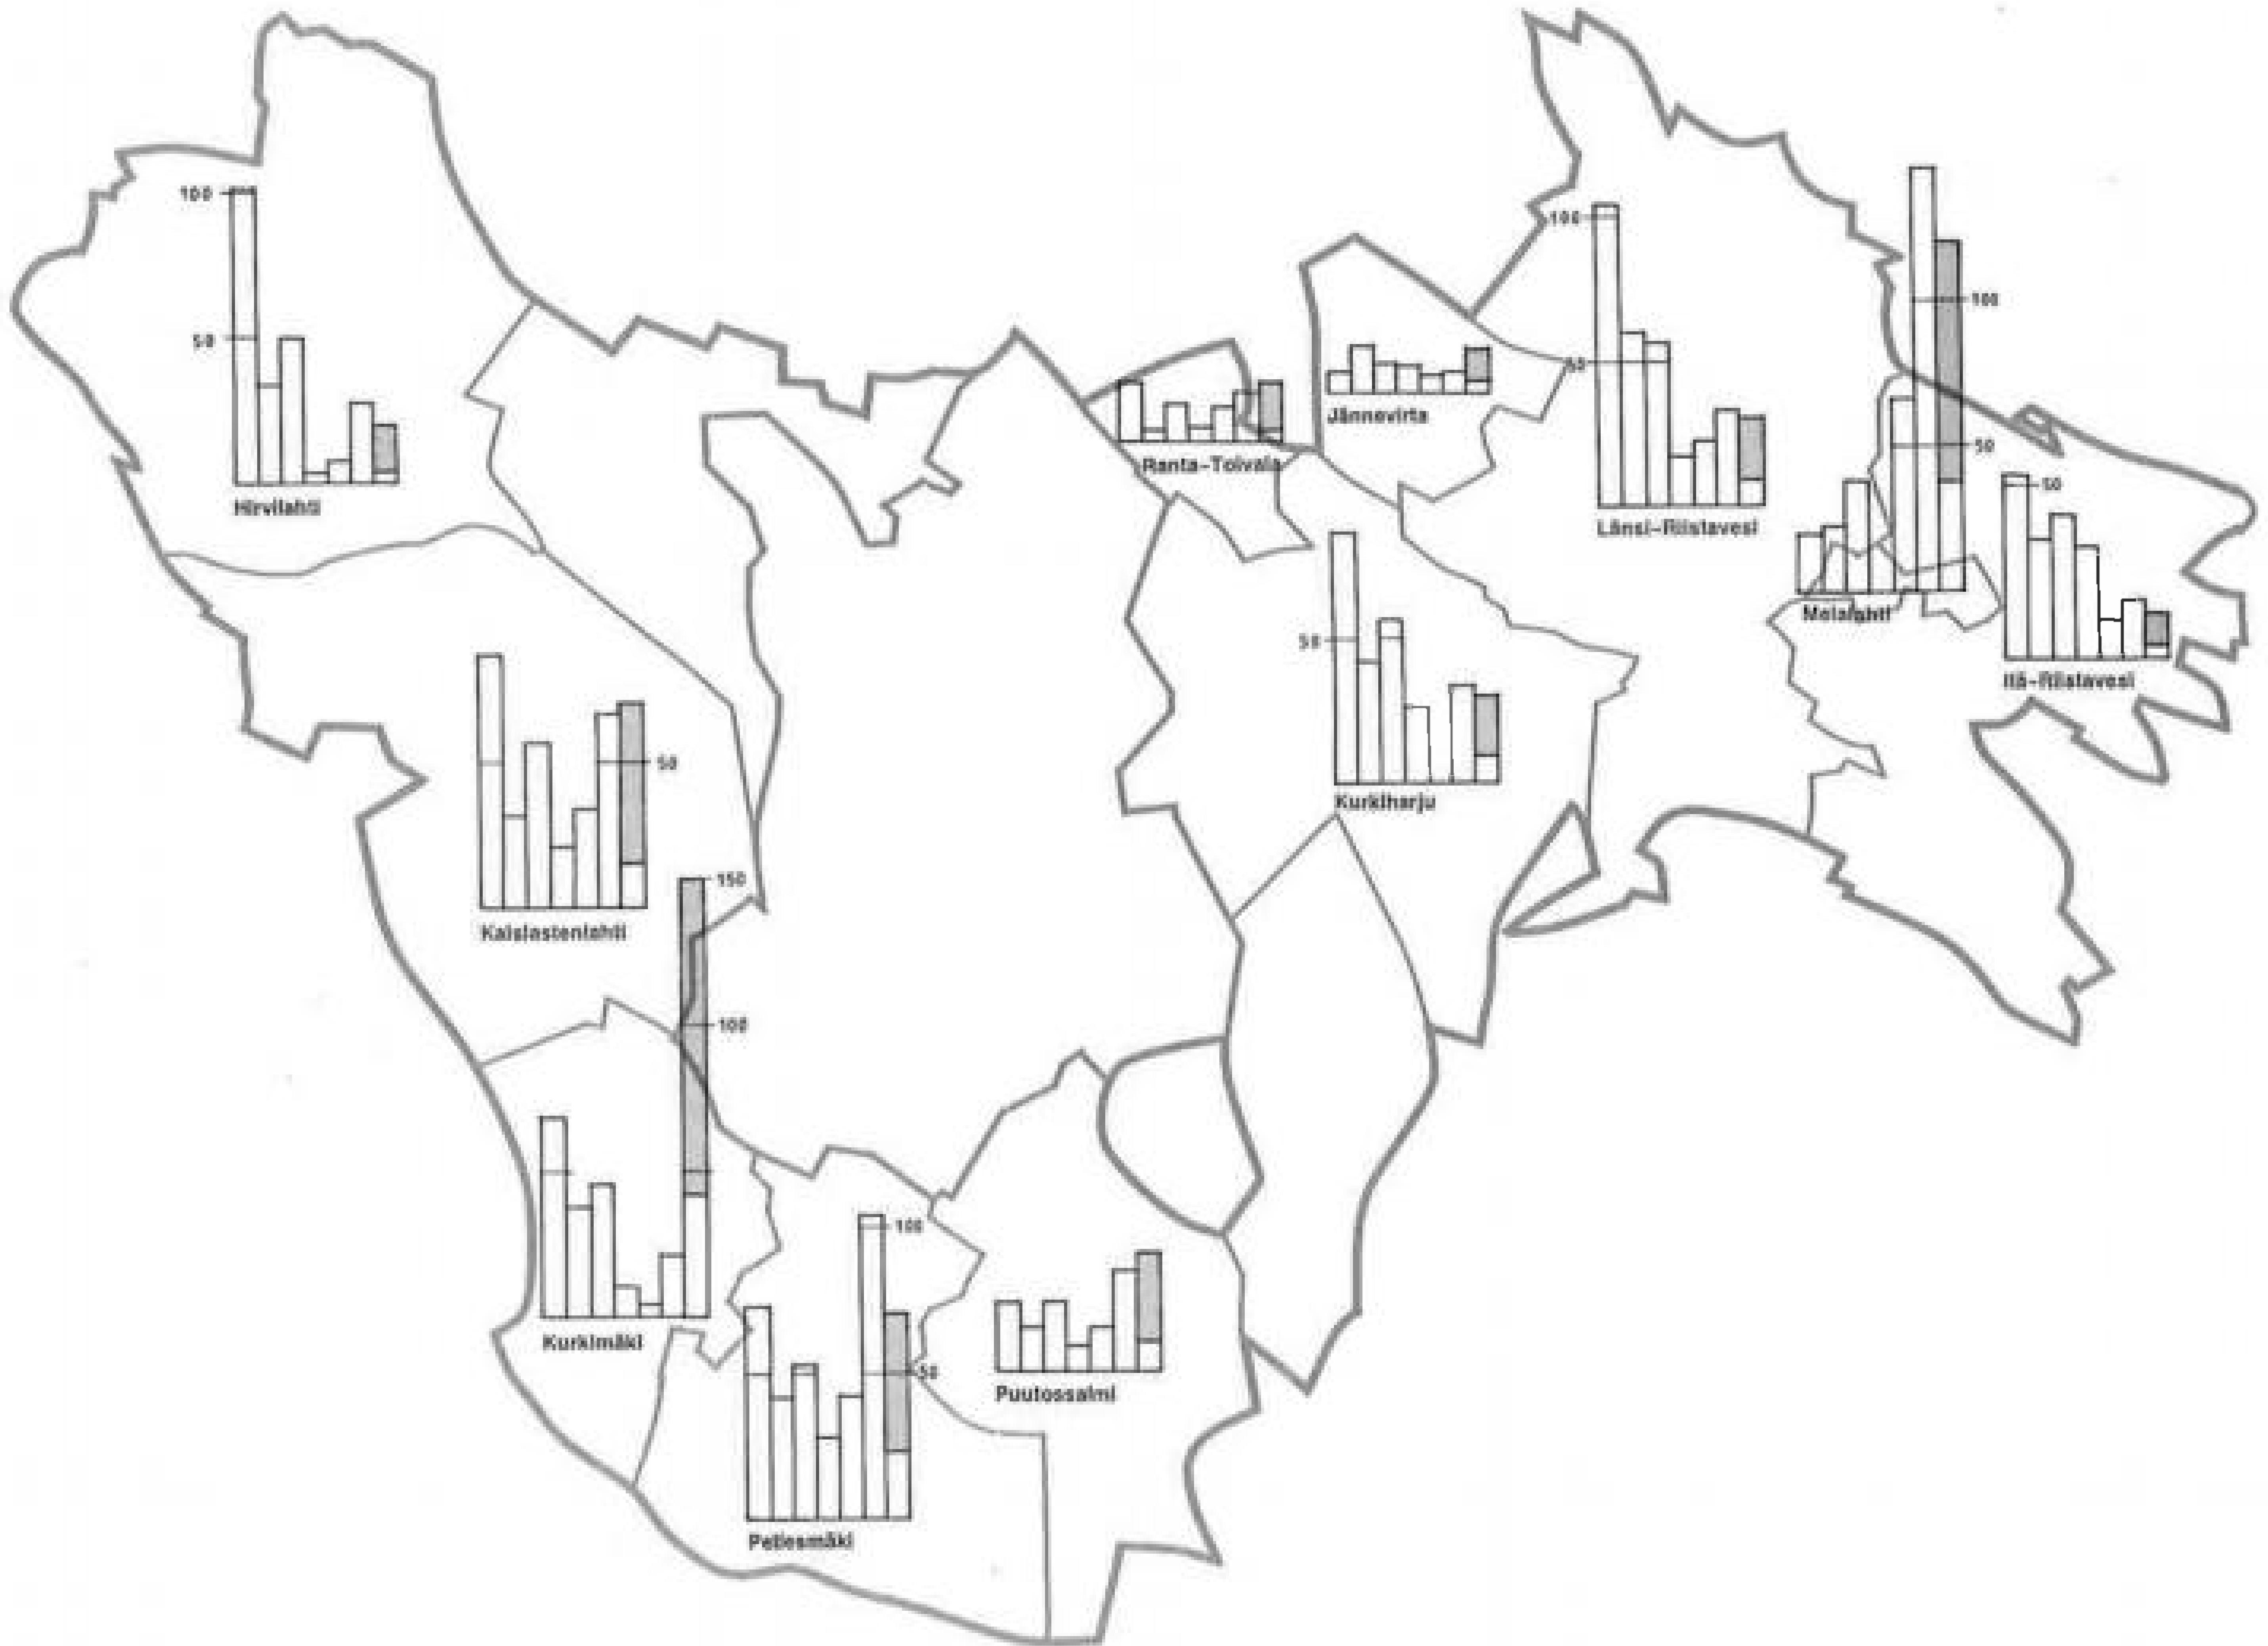 100
50
Hirvilahti
Ranta-Toivala
Jännevirta
100
50
Länsi-Riistavesi
100
50
Melalahti
50
Itä-Riistavesi
50
Kurkiharju
50
Kaislastenlahti
150
100
Kurkimäki
100
50
Petlesmäki
Puutossalmi